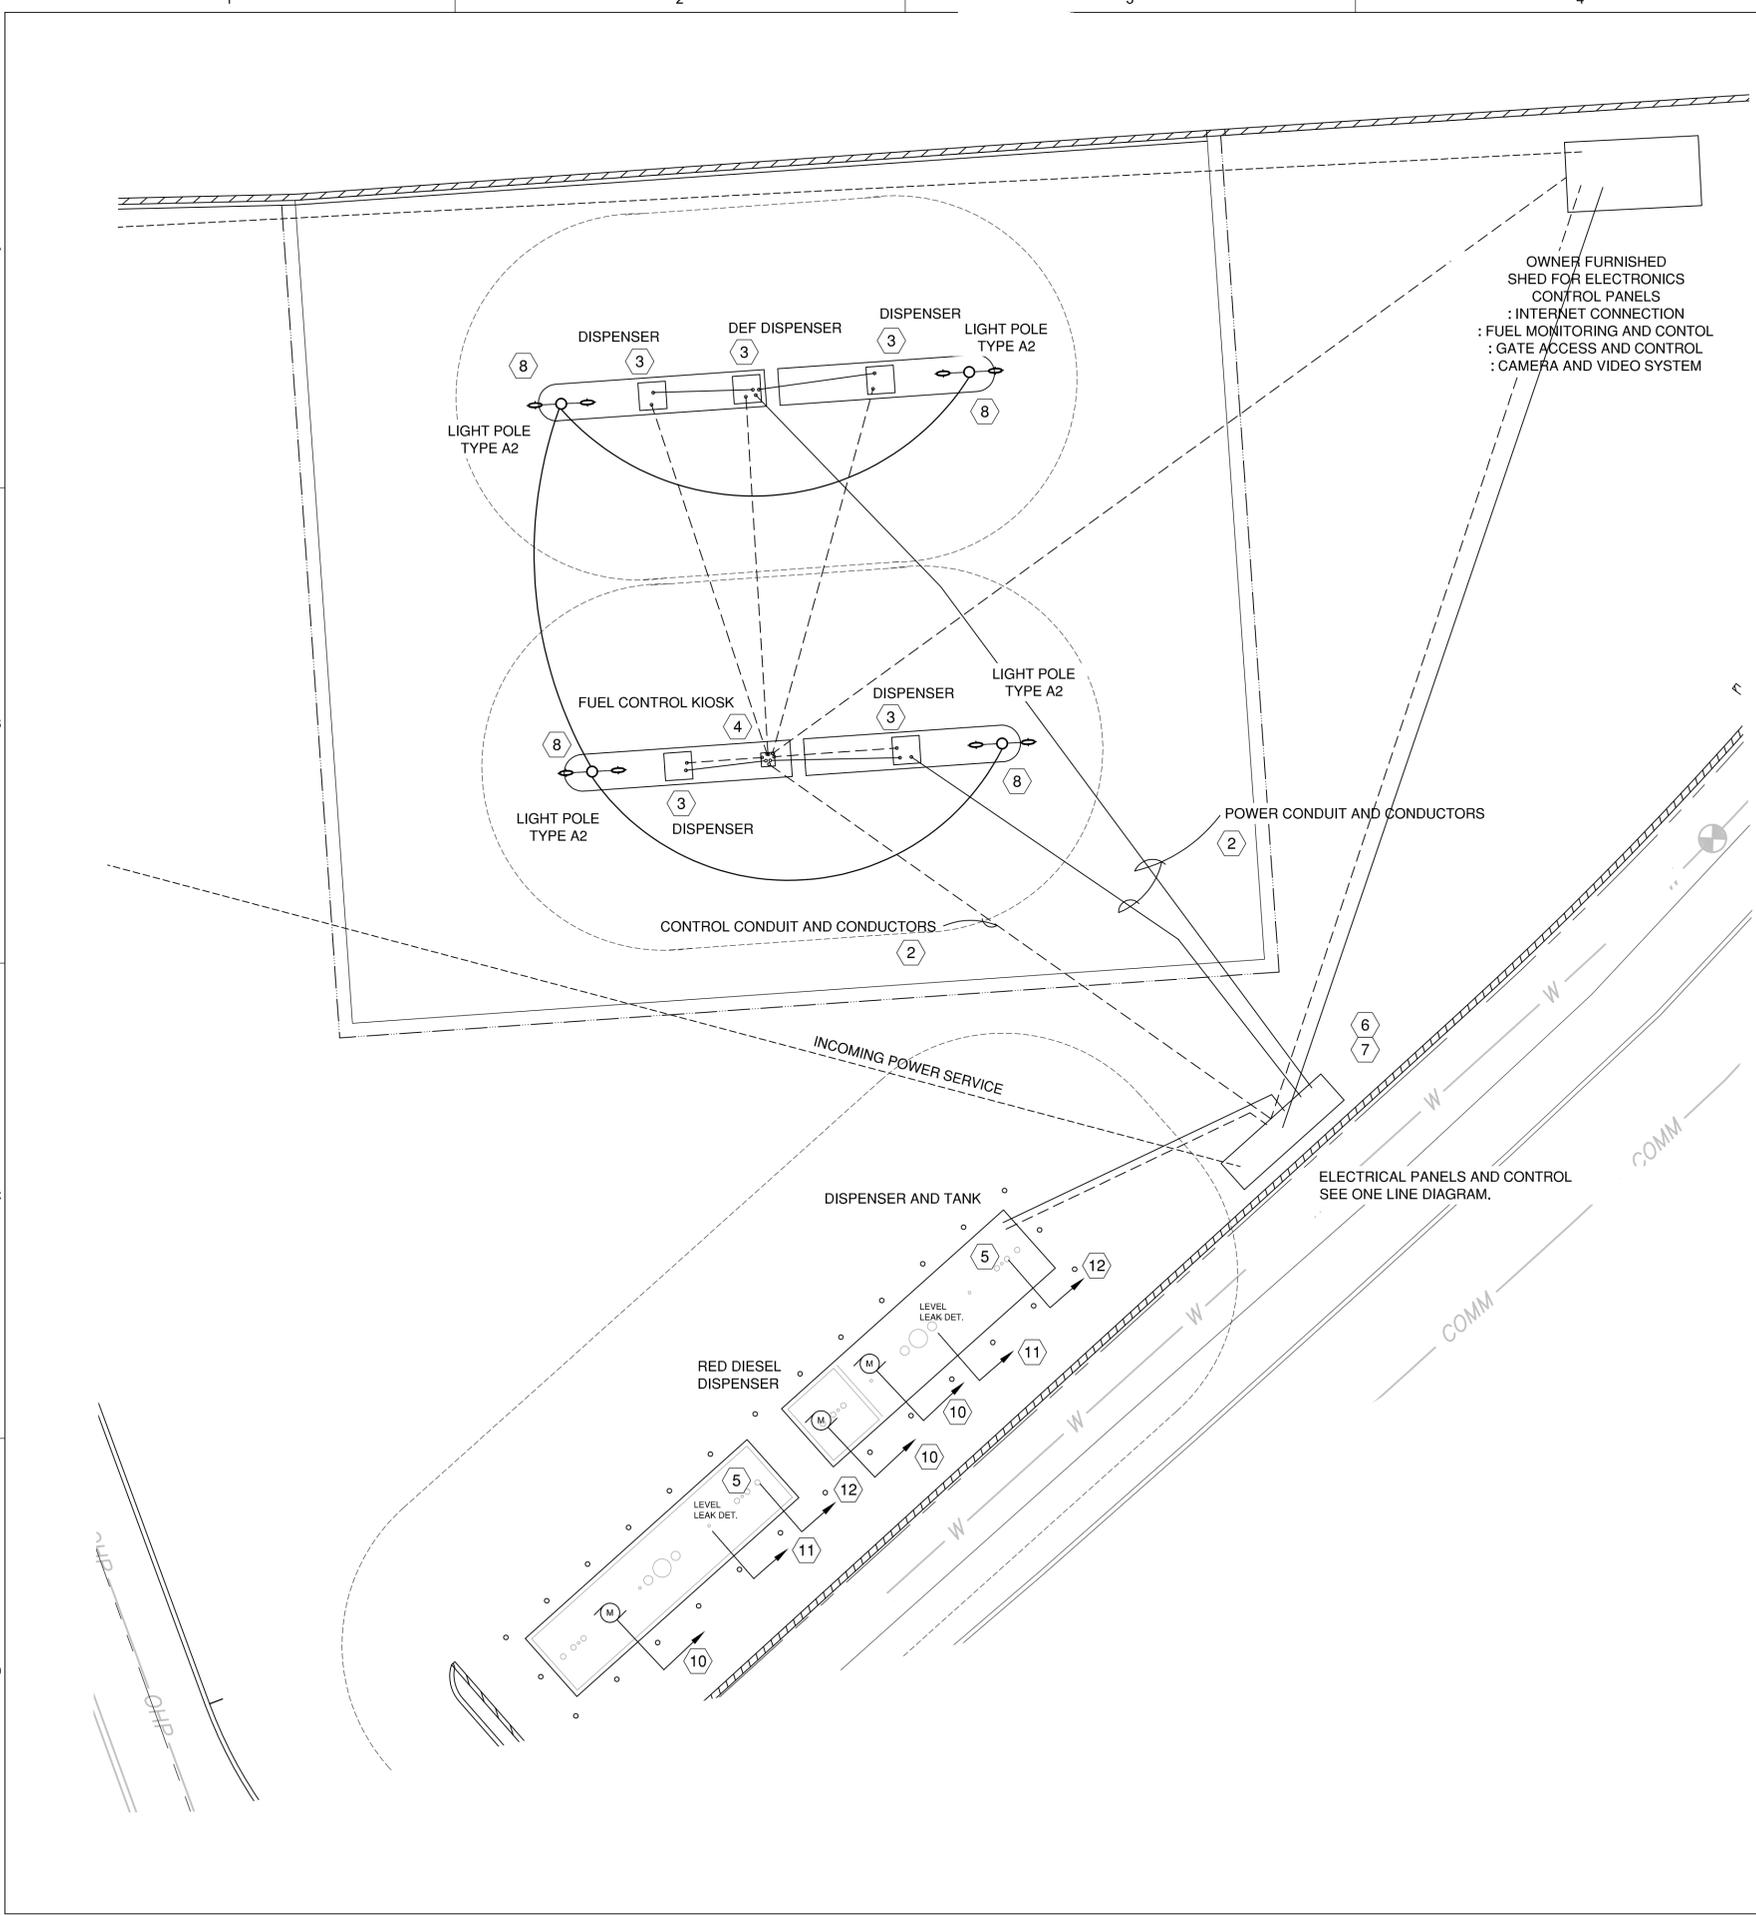 DISPENSER
3
DEF DISPENSER
3
DISPENSER
3
LIGHT POLE
TYPE A2
8
8
LIGHT POLE
TYPE A2
OWNER FURNISHED
SHED FOR ELECTRONICS
CONTROL PANELS
: INTERNET CONNECTION
: FUEL MONITORING AND CONTOL
: GATE ACCESS AND CONTROL
: CAMERA AND VIDEO SYSTEM
LIGHT POLE
TYPE A2
FUEL CONTROL KIOSK
4
DISPENSER
3
8
8
3
DISPENSER
LIGHT POLE
TYPE A2
POWER CONDUIT AND CONDUCTORS
2
CONTROL CONDUIT AND CONDUCTORS
2
W
6
7
INCOMING POWER SERVICE
W
COMM
ELECTRICAL PANELS AND CONTROL
SEE ONE LINE DIAGRAM.
DISPENSER AND TANK
5
12
LEVEL
LEAK DET.
W
COMM
11
M
10
RED DIESEL
DISPENSER
M
10
W
5
12
LEVEL
LEAK DET.
11
W
M
10
OHP
OHP